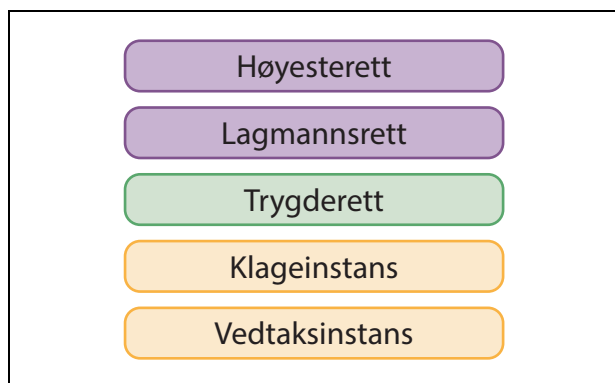 Høyesterett
Lagmannsrett
Trygderett
Klageinstans
Vedtaksinstans